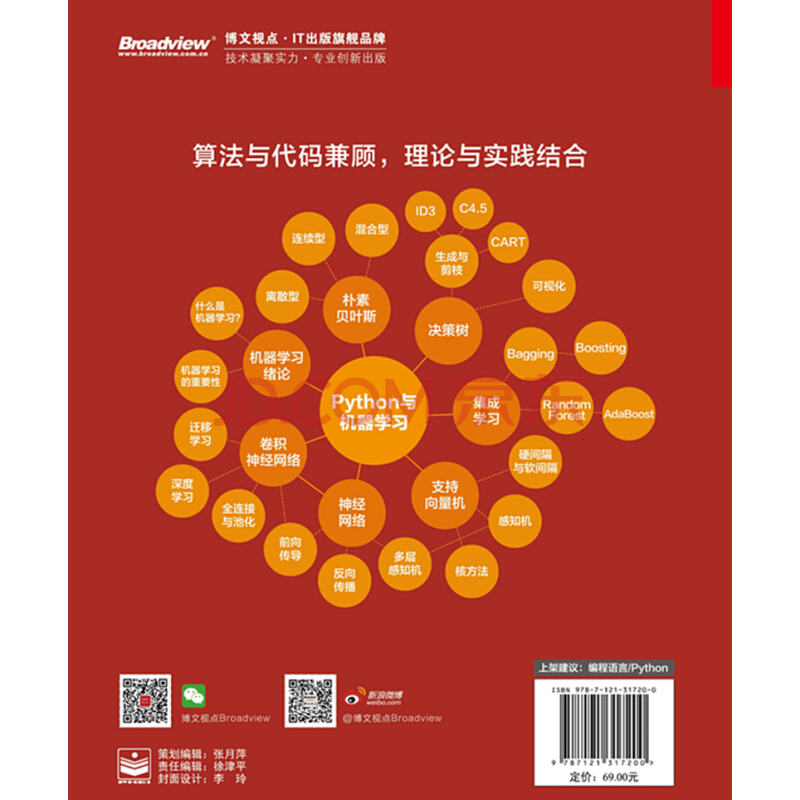 Broadview®
www.broadview.com.cn
博文视点·IT出版旗舰品牌
技术凝聚实力·专业创新出版
算法与代码兼顾，理论与实践结合
ID3
C4.5
CART
连续型
混合型
生成与
剪枝
离散型
朴素
贝叶斯
决策树
可视化
什么是
机器学习?
机器学习
绪论
Bagging
Boosting
机器学习
的重要性
Python与
机器学习
集成
学习
Random
Forest
AdaBoost
JD.COM 京东
迁移
学习
卷积
神经网络
硬间隔
与软间隔
深度
学习
全连接
与池化
神经
网络
支持
向量机
感知机
前向
传导
反向
传播
多层
感知机
核方法
上架建议：编程语言/Python
ISBN 978-7-121-31720-0
9 787121 317200 >
定价：69.00元
博文视点Broadview
新浪微博
weibo.com
@博文视点Broadview
策划编辑：张月萍
责任编辑：徐津平
封面设计：李 玲